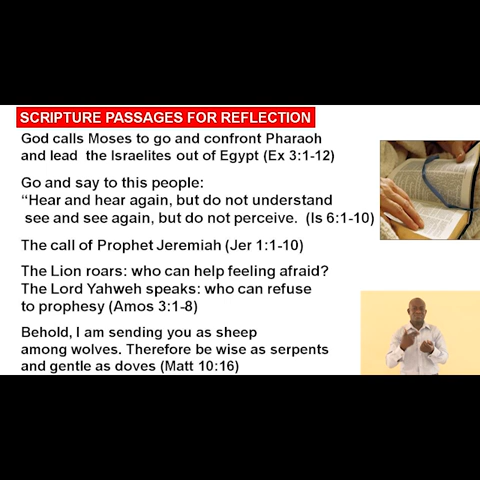 SCRIPTURE PASSAGES FOR REFLECTION
God calls Moses to go and confront Pharaoh
and lead the Israelites out of Egypt (Ex 3:1-12)
Go and say to this people:
“Hear and hear again, but do not understand
see and see again, but do not perceive. (Is 6:1-10)
The call of Prophet Jeremiah (Jer 1:1-10)
The Lion roars: who can help feeling afraid?
The Lord Yahweh speaks: who can refuse
to prophesy (Amos 3:1-8)
Behold, I am sending you as sheep
among wolves. Therefore be wise as serpents
and gentle as doves (Matt 10:16)